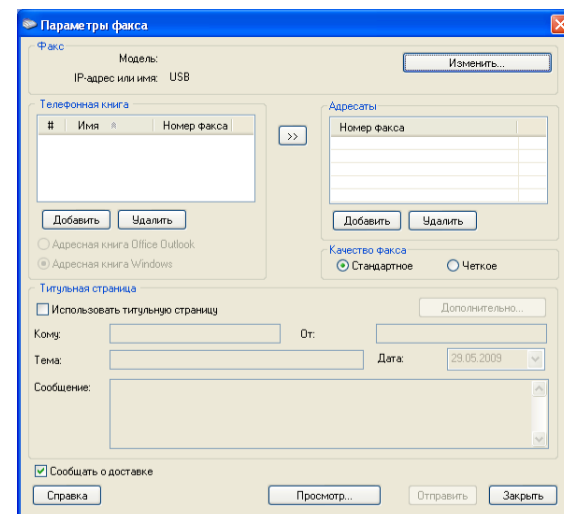 Параметры факса
Факс
Модель:
Изменить...
IP-адрес или имя: USB
Телефонная книга
# Имя Номер факса
>>
Добавить Удалить
Адресная книга Office Outlook
Адресная книга Windows
Адресаты
Номер факса
Добавить Удалить
Качество факса
Стандартное Четкое
Титульная страница
Использовать титульную страницу Дополнительно...
Кому: От:
Тема: Дата: 29.05.2009
Сообщение:
Сообщать о доставке
Справка Просмотр... Отправить Закрыть